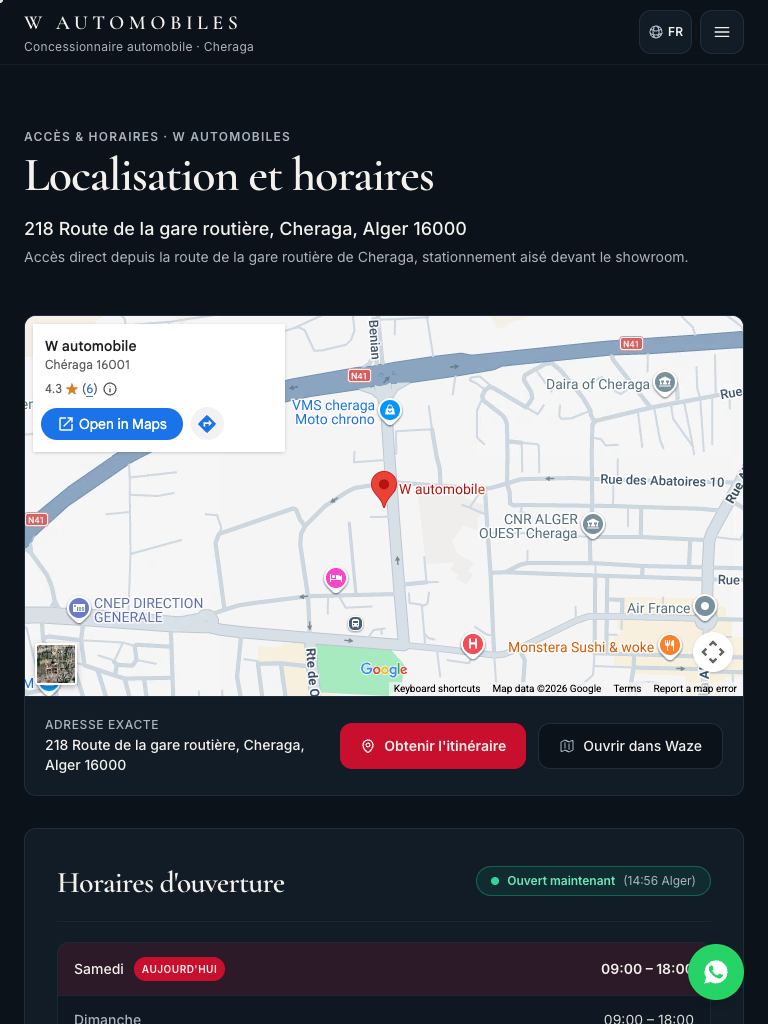 W AUTOMOBILES
Concessionnaire automobile · Cheraga
FR
ACCÈS & HORAIRES · W AUTOMOBILES
Localisation et horaires
218 Route de la gare routière, Cheraga, Alger 16000
Accès direct depuis la route de la gare routière de Cheraga, stationnement aisé devant le showroom.
W automobile
Chéraga 16001
4.3 ★ (6)
Open in Maps
Benian
N41
N41
VMS cheraga
Moto chrono
Daira of Cheraga
Rue
W automobile
Rue des Abatoires 10
N41
CNR ALGER
OUEST Cheraga
Rue
CNEP DIRECTION
GENERALE
Air France
H
Monstera Sushi & woke
Rte de
Google
Keyboard shortcuts
Map data ©2026 Google
Terms
Report a map error
ADRESSE EXACTE
218 Route de la gare routière, Cheraga,
Alger 16000
Obtenir l'itinéraire
Ouvrir dans Waze
Horaires d'ouverture
Ouvert maintenant (14:56 Alger)
Samedi AUJOURD'HUI 09:00 – 18:00
Dimanche 09:00 – 18:00